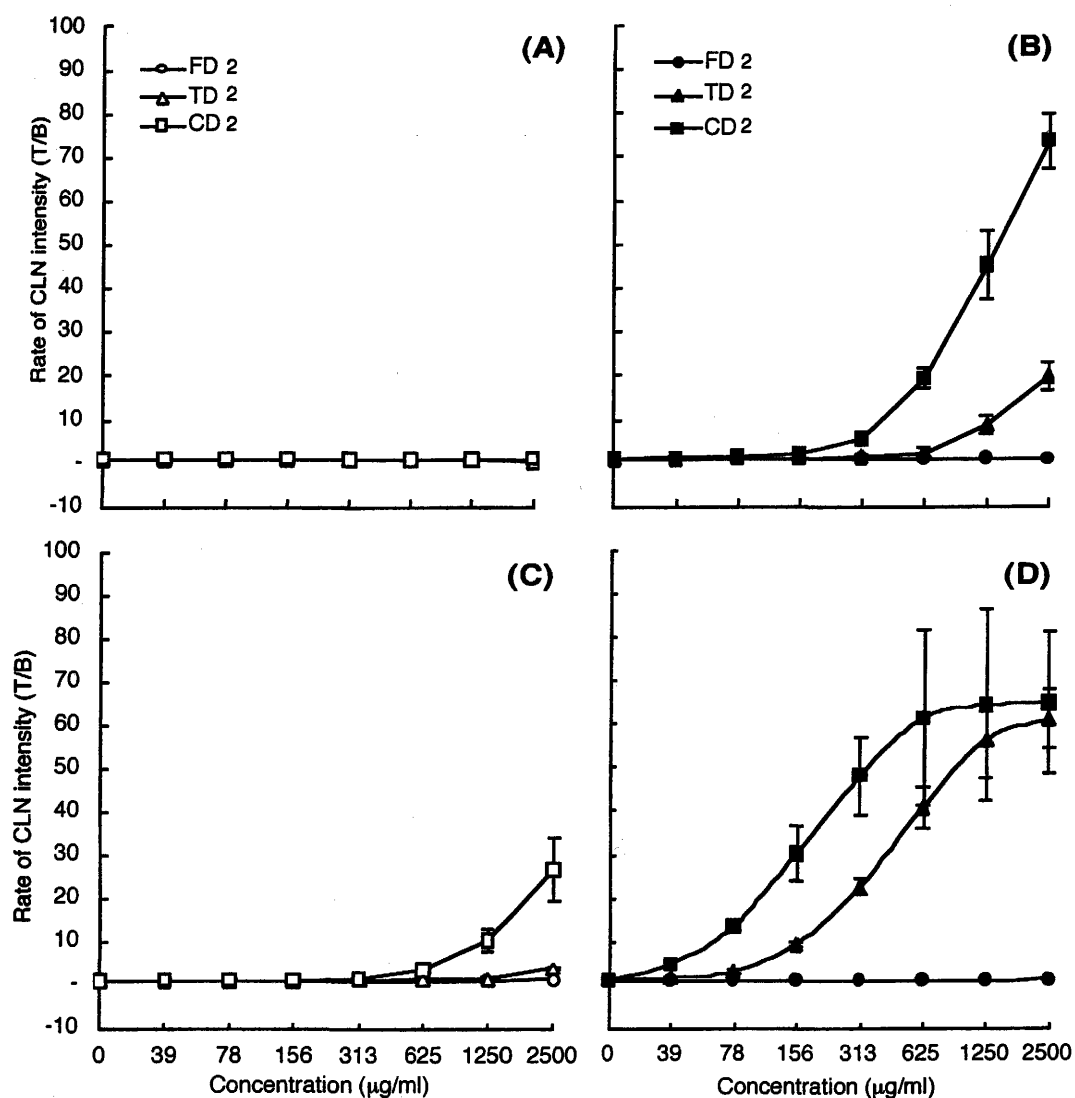 (A)
FD 2
TD 2
CD 2
Rate of CLN intensity (T/B)
100
90
80
70
60
50
40
30
20
10
-
-10
(B)
FD 2
TD 2
CD 2
(C)
Rate of CLN intensity (T/B)
100
90
80
70
60
50
40
30
20
10
-
-10
0 39 78 156 313 625 1250 2500
Concentration (µg/ml)
(D)
0 39 78 156 313 625 1250 2500
Concentration (µg/ml)